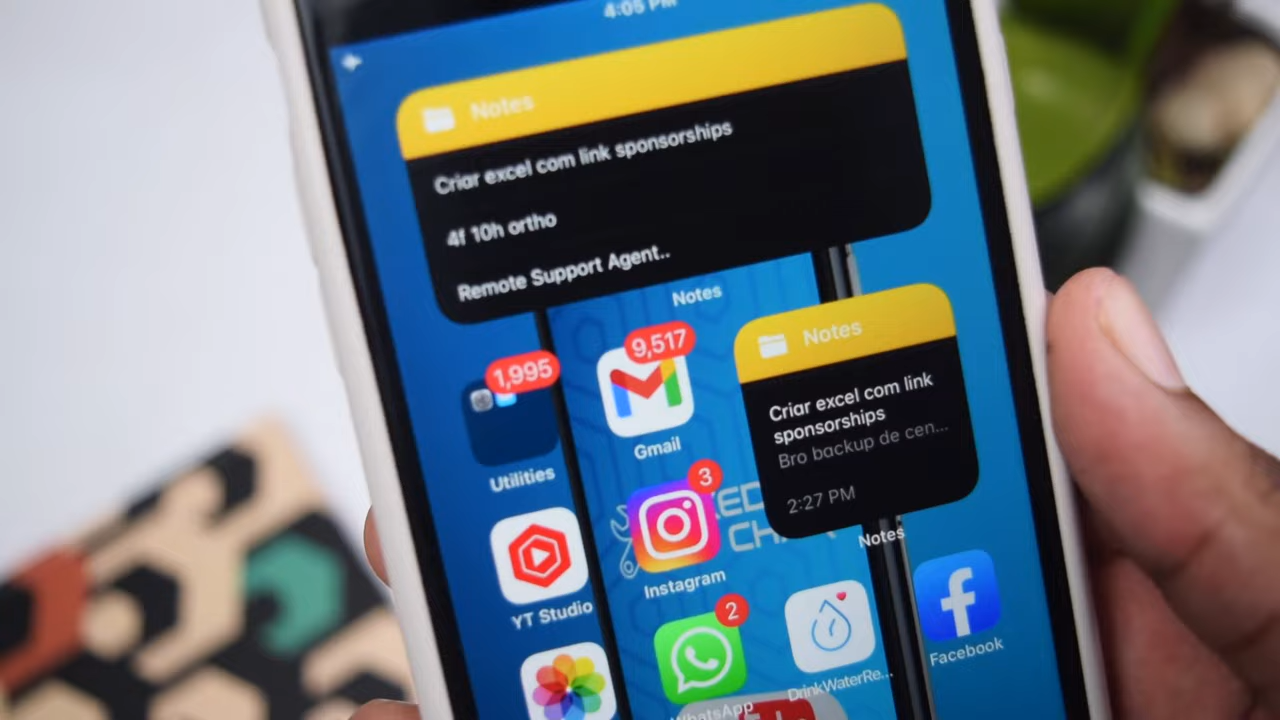 4:05 PM
Notes
Criar excel com link sponsorships
4f 10h ortho
Remote Support Agent..
Notes
1,995
9,517
Notes
Criar excel com link
sponsorships
Bro backup de cen...
2:27 PM
Utilities
Gmail
3
Notes
YT Studio
Instagram
2
Facebook
WhatsApp
DrinkWaterRe...